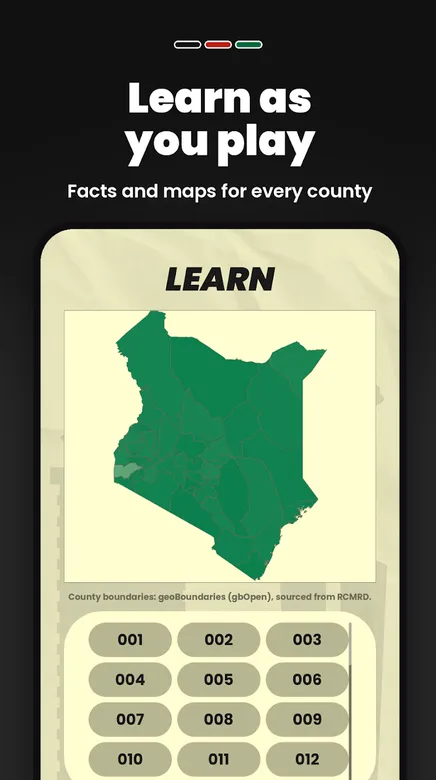 Learn as
you play
Facts and maps for every county
LEARN
County boundaries: geoBoundaries (gbOpen), sourced from RCMRD.
001 002 003
004 005 006
007 008 009
010 011 012